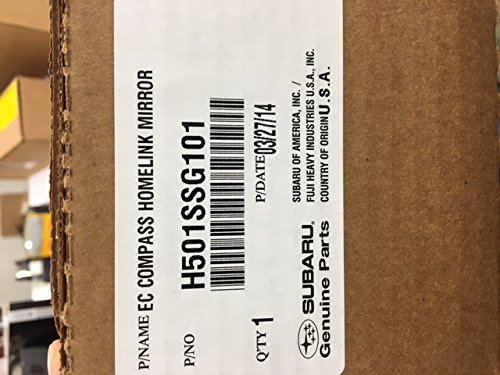 P/NAME EC COMPASS HOMELINK MIRROR
P/NO H501SSG101
Q'TY 1 P/DATE 03/27/14
SUBARU OF AMERICA, INC. /
FUJI HEAVY INDUSTRIES U.S.A., INC.
COUNTRY OF ORIGIN U.S.A.
SUBARU®
Genuine Parts